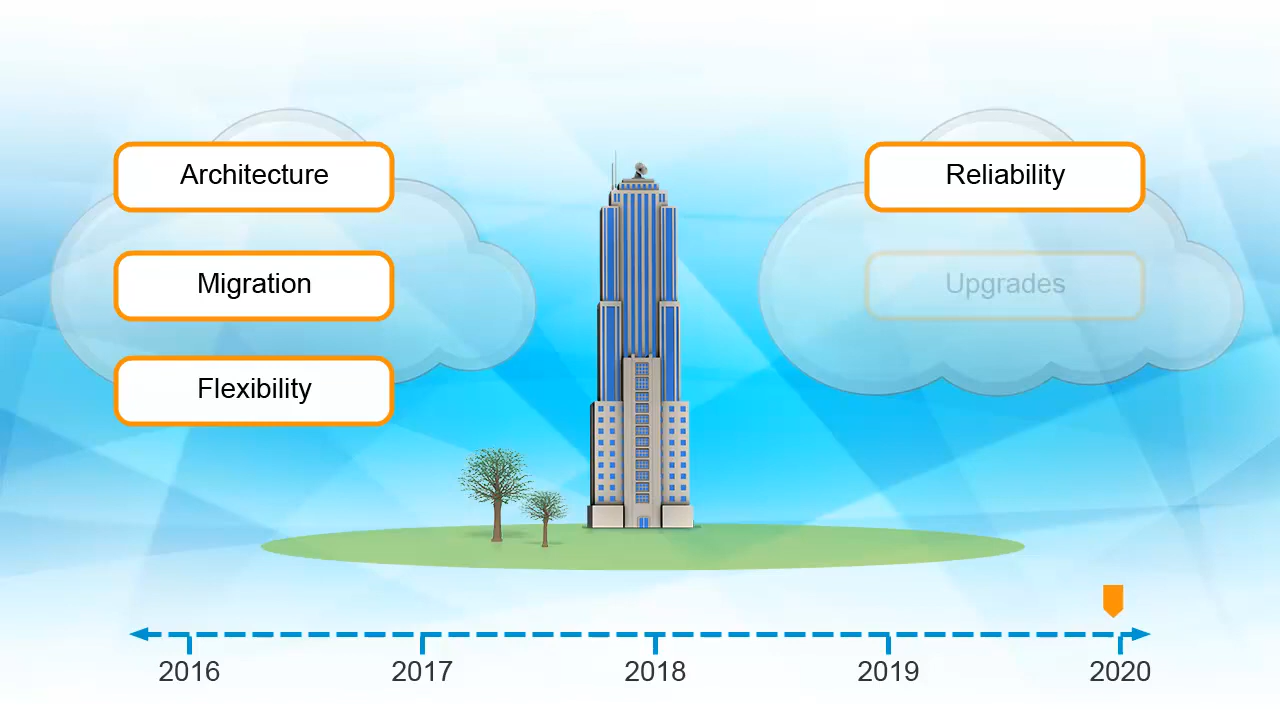 Architecture
Migration
Flexibility
Reliability
Upgrades
2016
2017
2018
2019
2020